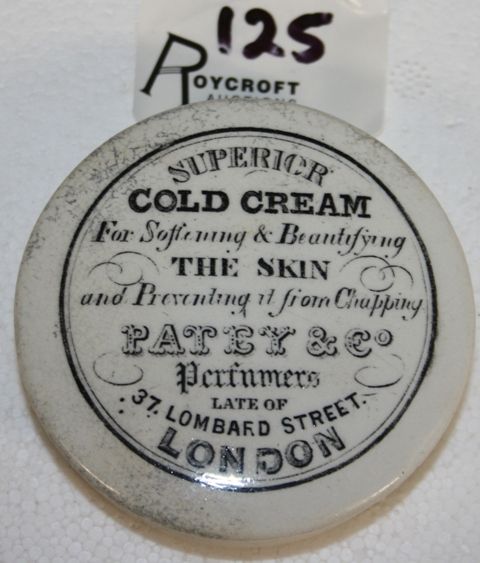 125
ROYCROFT
AUCTIONS
SUPERIOR
COLD CREAM
For Softening & Beautifying
THE SKIN
and Preventing it from Chapping.
PATEY & Co
Perfumers
LATE OF
37. LOMBARD STREET.
LONDON